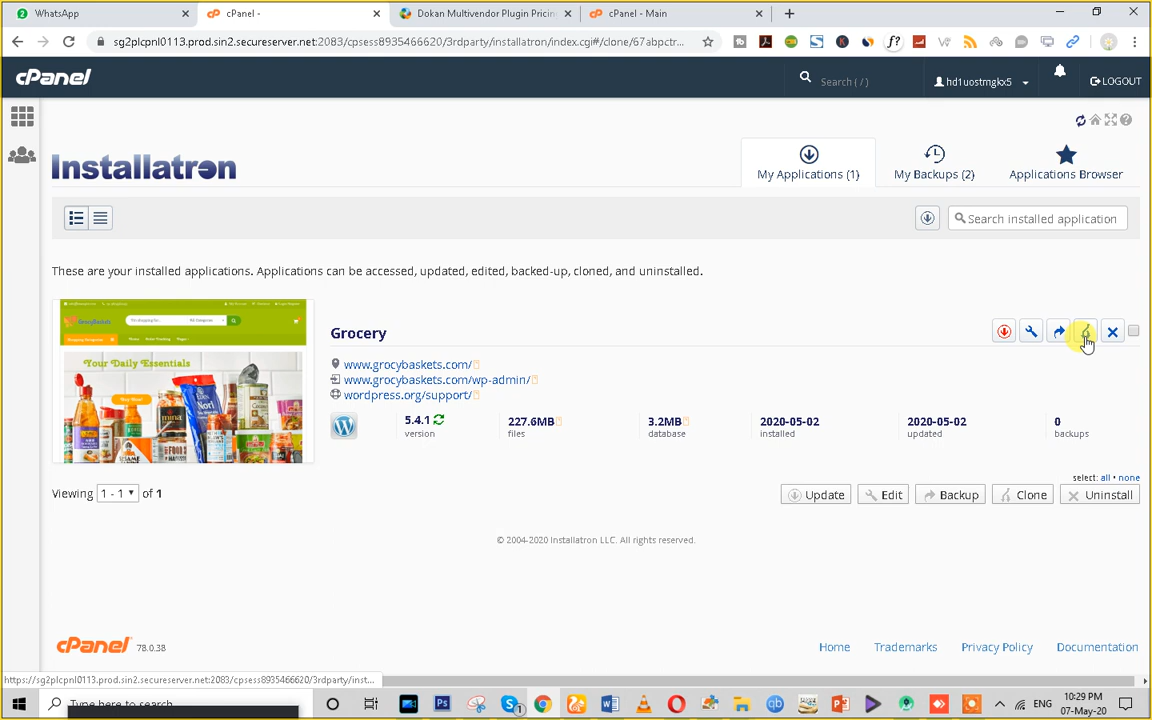 WhatsApp
cPanel -
Dokan Multivendor Plugin Pricin
cPanel - Main
sg2plcpnl0113.prod.sin2.secureserver.net:2083/cpsess8935466620/3rdparty/installatron/index.cgi#/clone/67abpctr...
cPanel
Search ( / )
hd1uostmgkx5
LOGOUT
Installatron
My Applications (1)
My Backups (2)
Applications Browser
Search installed application
These are your installed applications. Applications can be accessed, updated, edited, backed-up, cloned, and uninstalled.
Grocery
www.grocybaskets.com/
www.grocybaskets.com/wp-admin/
wordpress.org/support/
5.4.1
version
227.6MB
files
3.2MB
database
2020-05-02
installed
2020-05-02
updated
0
backups
Your Daily Essentials
select: all • none
Viewing 1 - 1 of 1
Update
Edit
Backup
Clone
Uninstall
© 2004-2020 Installatron LLC. All rights reserved.
cPanel 78.0.38
Home
Trademarks
Privacy Policy
Documentation
https://sg2plcpnl0113.prod.sin2.secureserver.net:2083/cpsess8935466620/3rdparty/inst...
Type here to search
ENG
10:29 PM
07-May-20